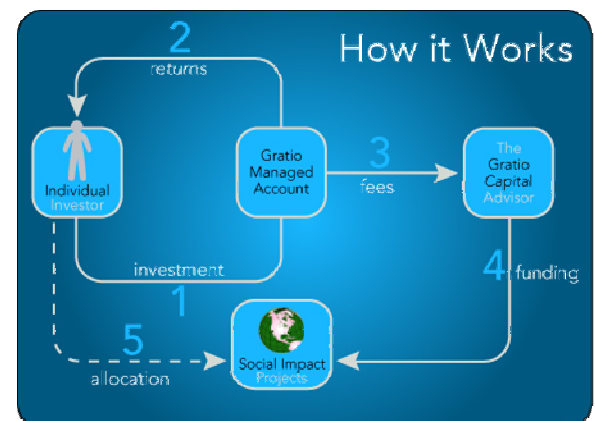 How it Works
2
returns
Individual
Investor
Gratio
Managed
Account
3
fees
The
Gratio
Capital
Advisor
investment
1
4
funding
5
allocation
Social Impact
Projects